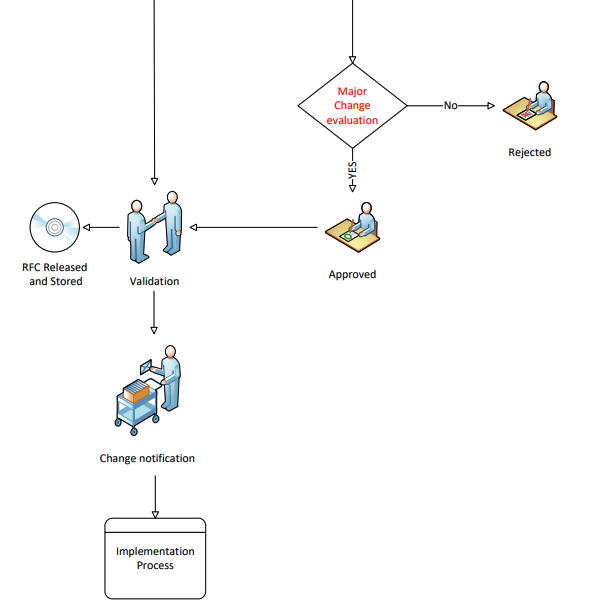 Major
Change
evaluation
No
Rejected
YES
Approved
RFC Released
and Stored
Validation
Change notification
Implementation
Process